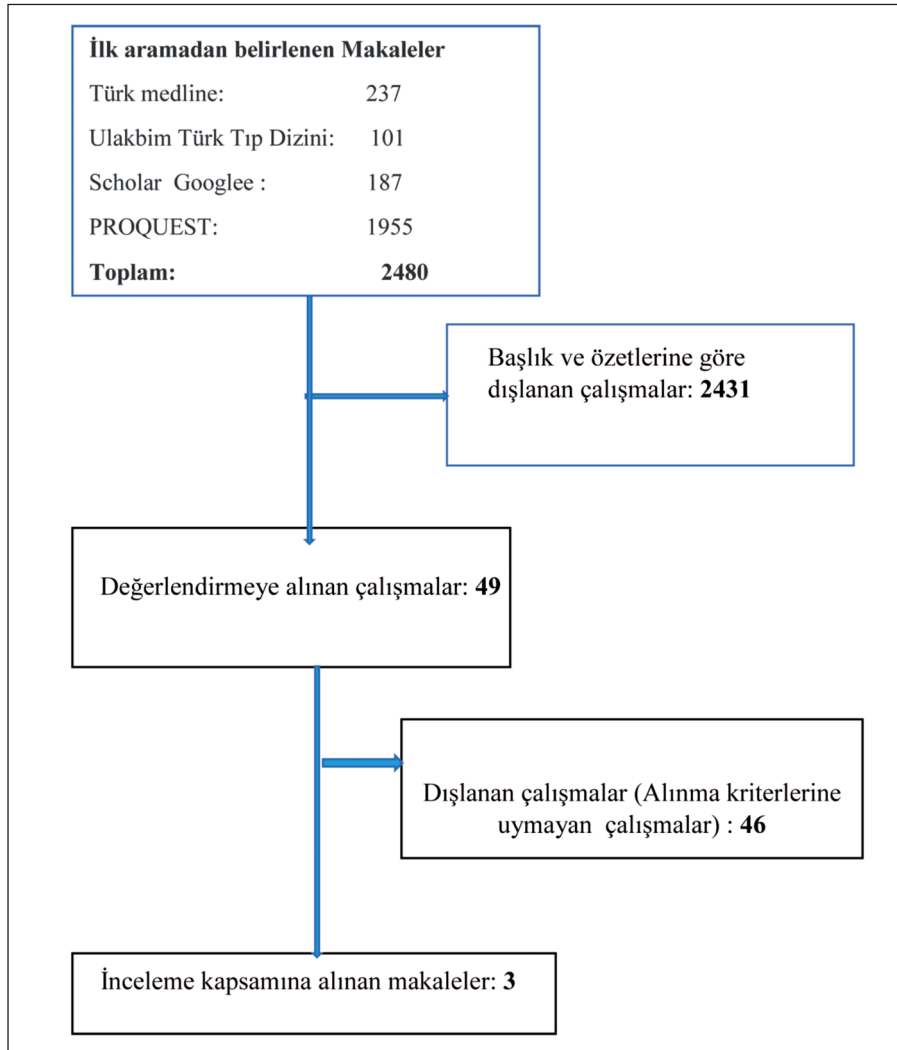 İlk aramadan belirlenen Makaleler
Türk medline: 237
Ulakbim Türk Tıp Dizini: 101
Scholar Googlee : 187
PROQUEST: 1955
Toplam: 2480
Başlık ve özetlerine göre
dışlanan çalışmalar: 2431
Değerlendirmeye alınan çalışmalar: 49
Dışlanan çalışmalar (Alınma kriterlerine
uymayan çalışmalar) : 46
İnceleme kapsamına alınan makaleler: 3